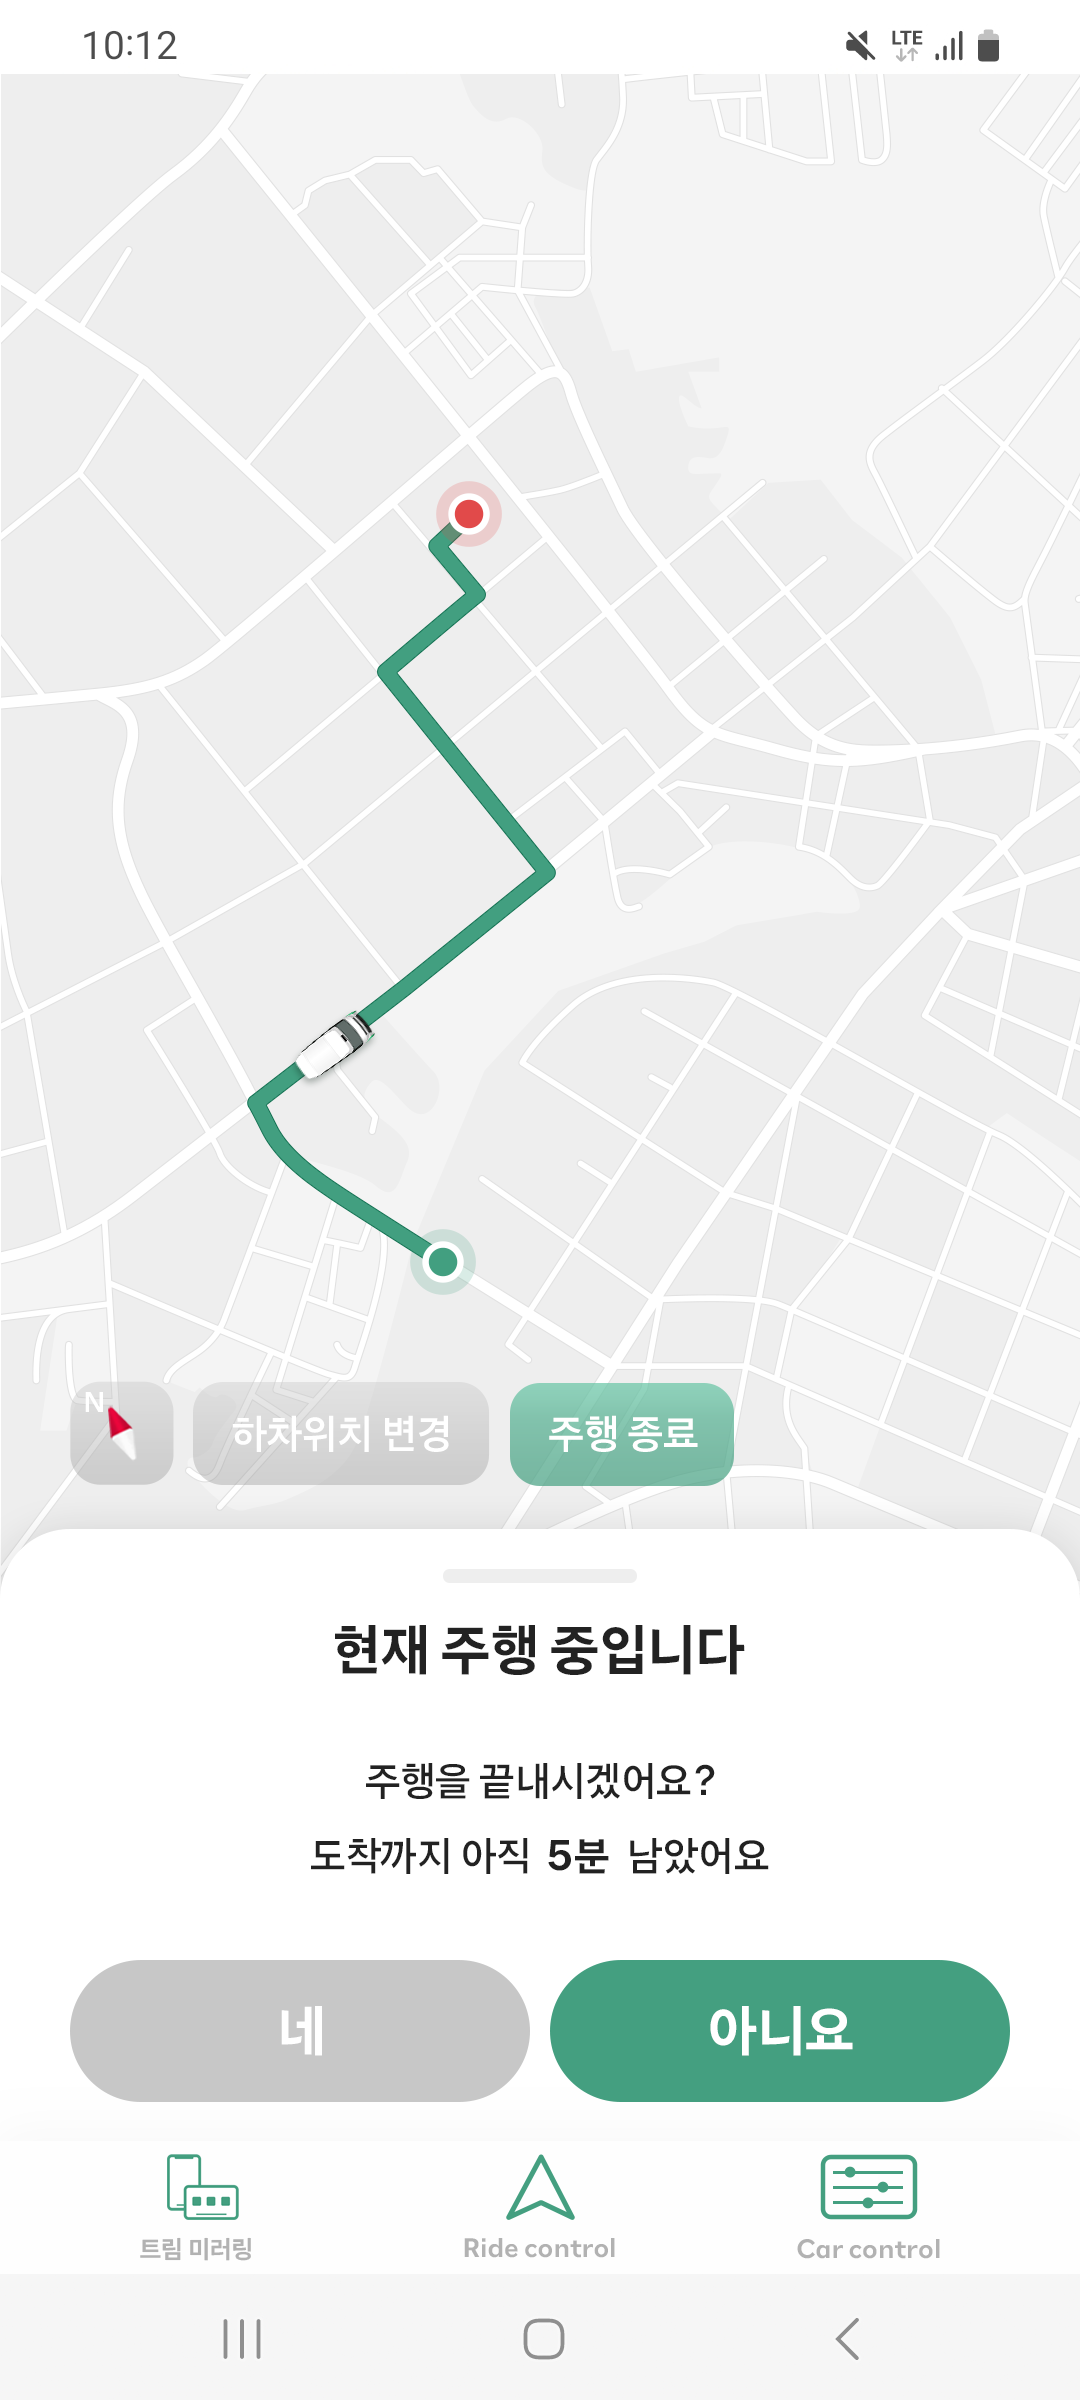 10:12
LTE
N
하차위치 변경
주행 종료
현재 주행 중입니다
주행을 끝내시겠어요?
도착까지 아직 5분 남았어요
네
아니요
트림 미러링
Ride control
Car control